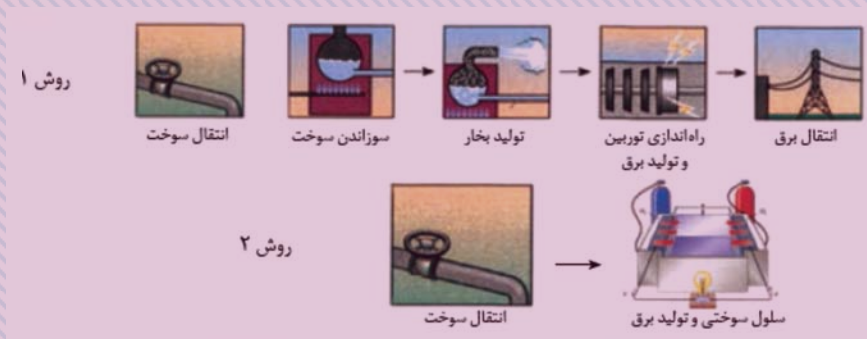 روش ۱
انتقال سوخت
سوزاندن سوخت
تولید بخار
راه‌اندازی توربین
و تولید برق
انتقال برق
روش ۲
انتقال سوخت
سلول سوختی و تولید برق